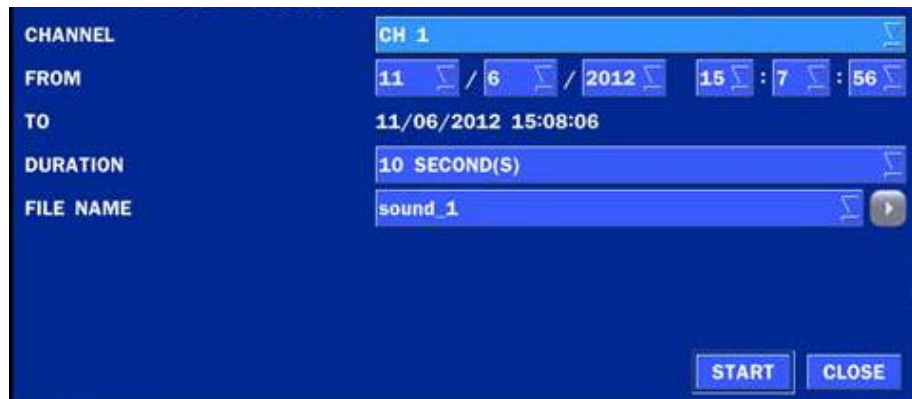 CHANNEL CH 1
FROM 11 / 6 / 2012 15 : 7 : 56
TO 11/06/2012 15:08:06
DURATION 10 SECOND(S)
FILE NAME sound_1
START CLOSE